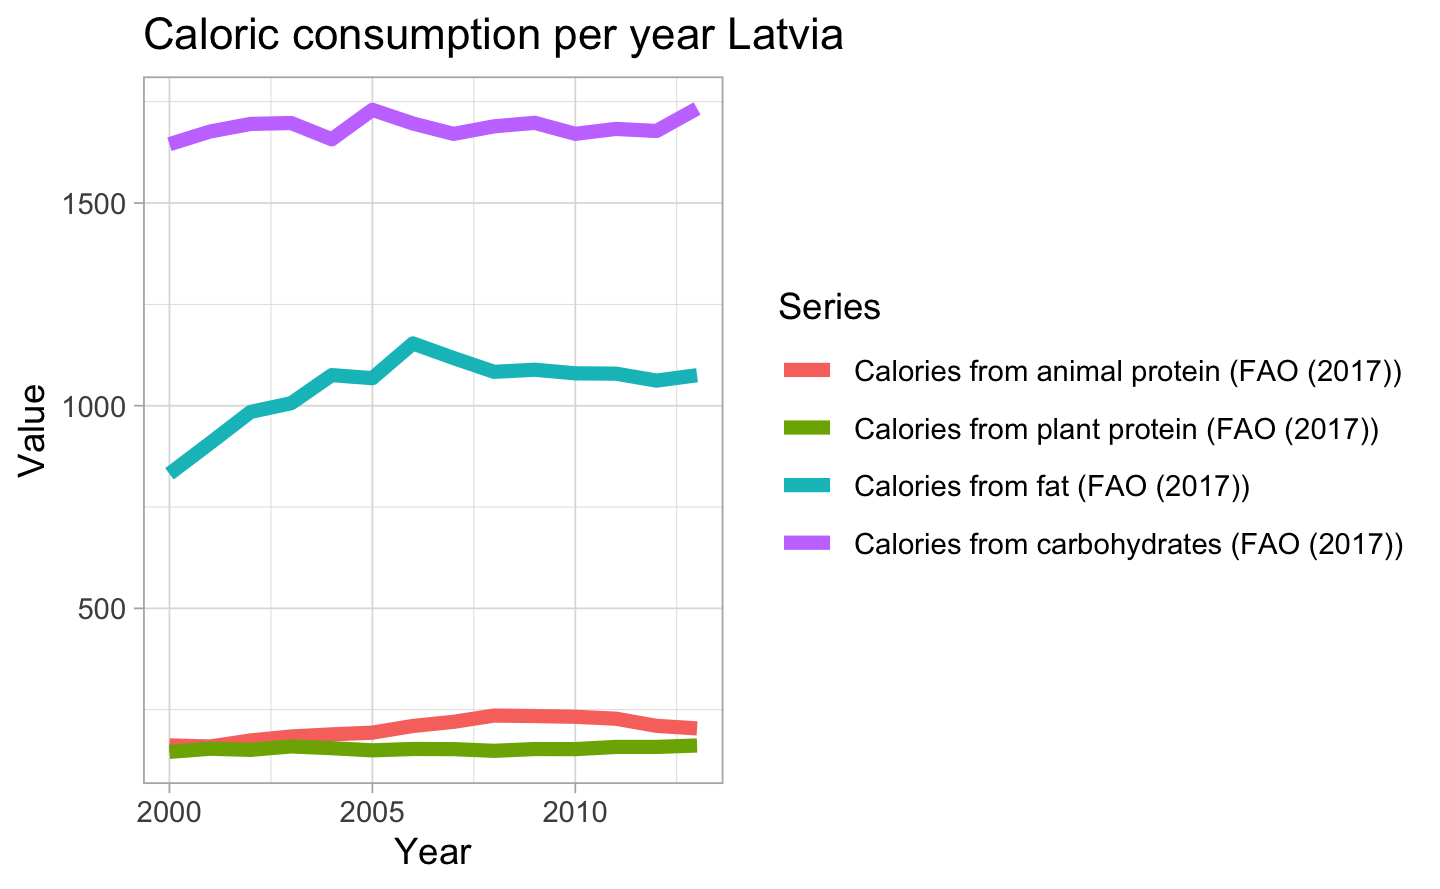 Caloric consumption per year Latvia
1500
1000
500
Value
2000
2005
2010
Year
Series
Calories from animal protein (FAO (2017))
Calories from plant protein (FAO (2017))
Calories from fat (FAO (2017))
Calories from carbohydrates (FAO (2017))